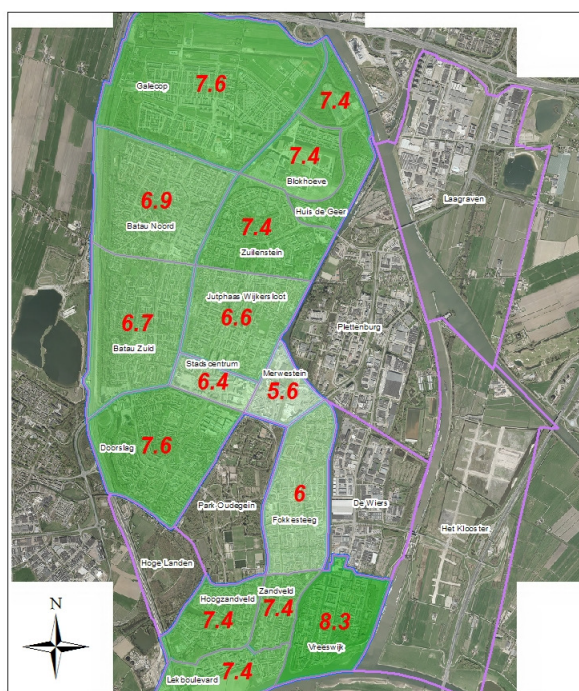 Galecop
7.6
7.4
7.4
Blokhoeve
Laagraven
6.9
Batau Noord
Huis de Geer
7.4
Zuilenstein
Jutphaas Wijkersloot
6.6
6.7
Batau Zuid
Plettenburg
Stadscentrum
6.4
Merwestein
5.6
Doorslag
7.6
6
Park Oudegein
De Wiers
Fokkesteeg
Het Klooster
Hoge Landen
Zandveld
Hoogzandveld
7.4
7.4
8.3
Vreeswijk
7.4
Lekboulevard
N